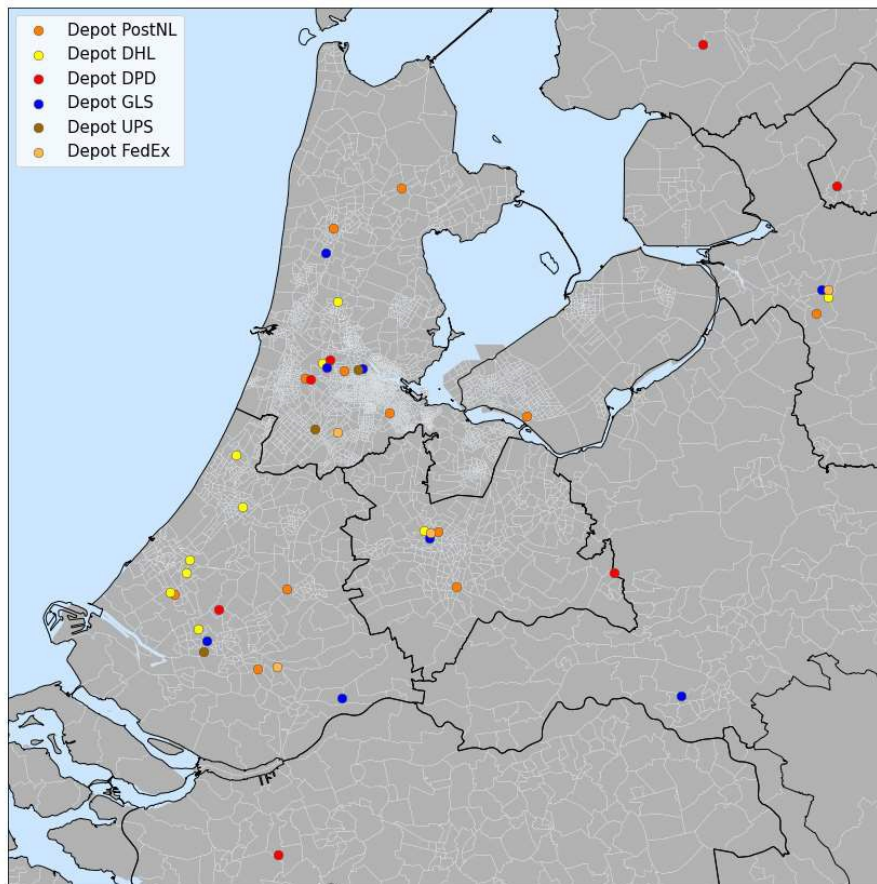 Depot PostNL
Depot DHL
Depot DPD
Depot GLS
Depot UPS
Depot FedEx